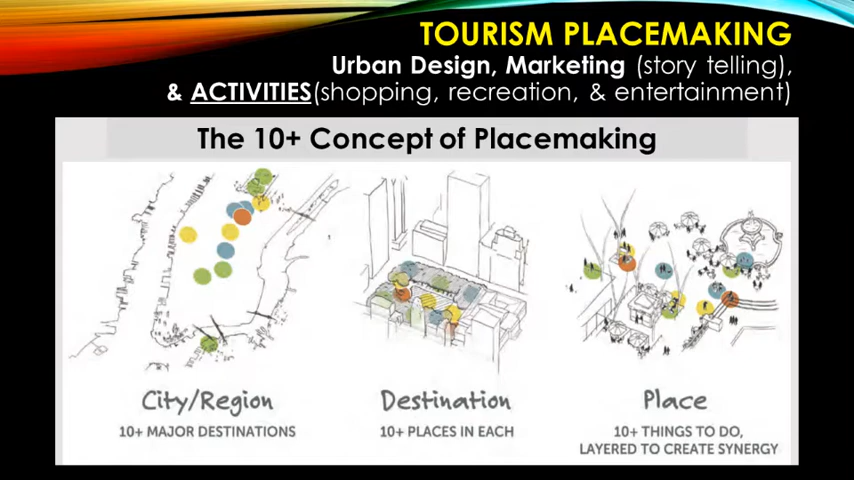 TOURISM PLACEMAKING
Urban Design, Marketing (story telling),
& ACTIVITIES(shopping, recreation, & entertainment)
The 10+ Concept of Placemaking
City/Region
10+ MAJOR DESTINATIONS
Destination
10+ PLACES IN EACH
Place
10+ THINGS TO DO,
LAYERED TO CREATE SYNERGY